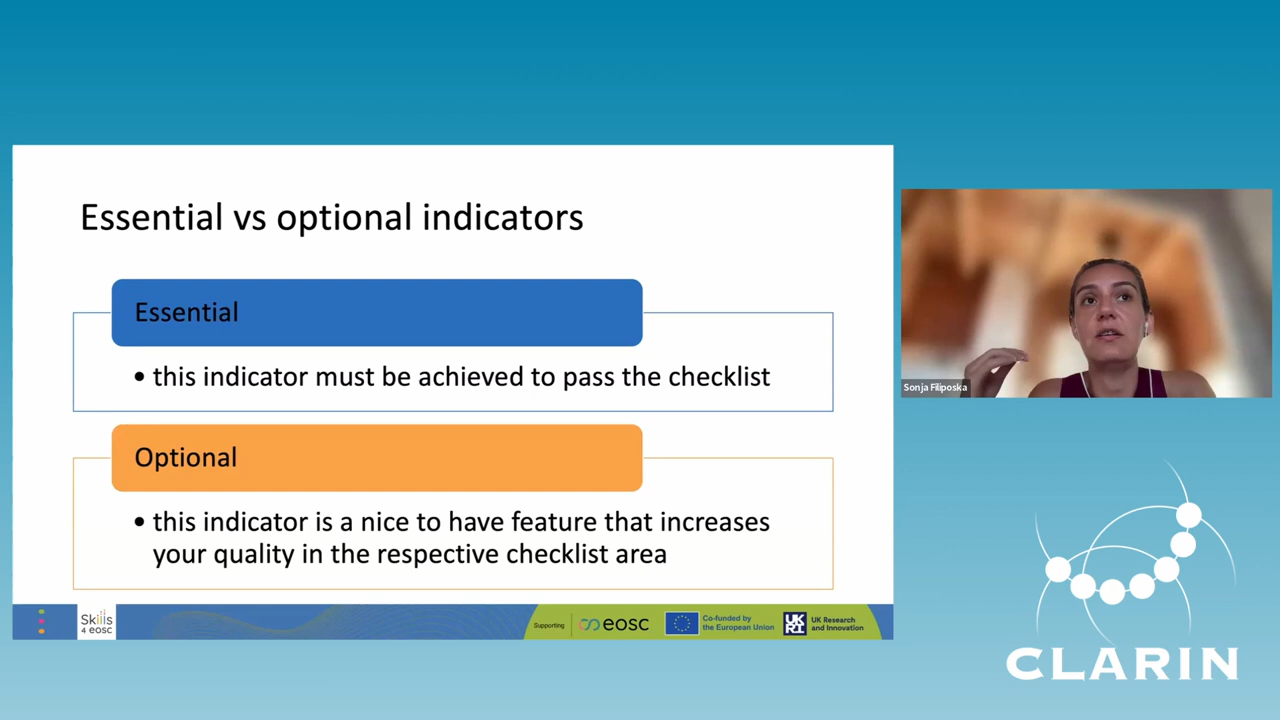 Essential vs optional indicators
Essential
• this indicator must be achieved to pass the checklist
Optional
• this indicator is a nice to have feature that increases
your quality in the respective checklist area
Skills
4 eosc
Supporting
eosc
Co-funded by
the European Union
UKRI
UK Research
and Innovation
Sonja Filiposka
CLARIN